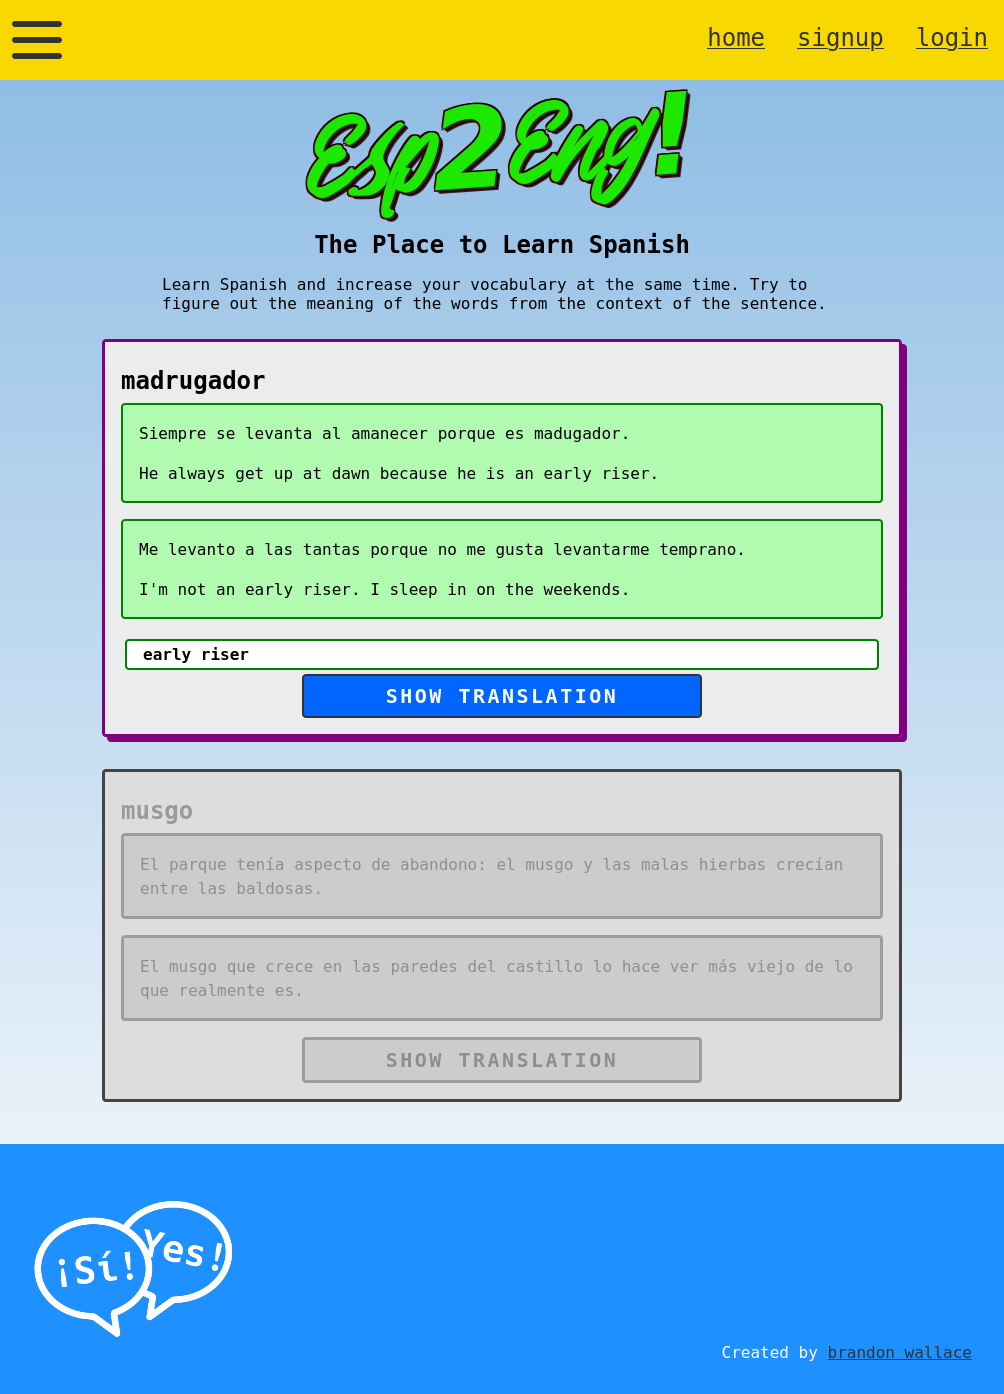 home signup login
Esp2Eng!
The Place to Learn Spanish
Learn Spanish and increase your vocabulary at the same time. Try to
figure out the meaning of the words from the context of the sentence.
madrugador
Siempre se levanta al amanecer porque es madugador.
He always get up at dawn because he is an early riser.
Me levanto a las tantas porque no me gusta levantarme temprano.
I'm not an early riser. I sleep in on the weekends.
early riser
SHOW TRANSLATION
musgo
El parque tenía aspecto de abandono: el musgo y las malas hierbas crecían
entre las baldosas.
El musgo que crece en las paredes del castillo lo hace ver más viejo de lo
que realmente es.
SHOW TRANSLATION
¡Sí! Yes!
Created by brandon wallace